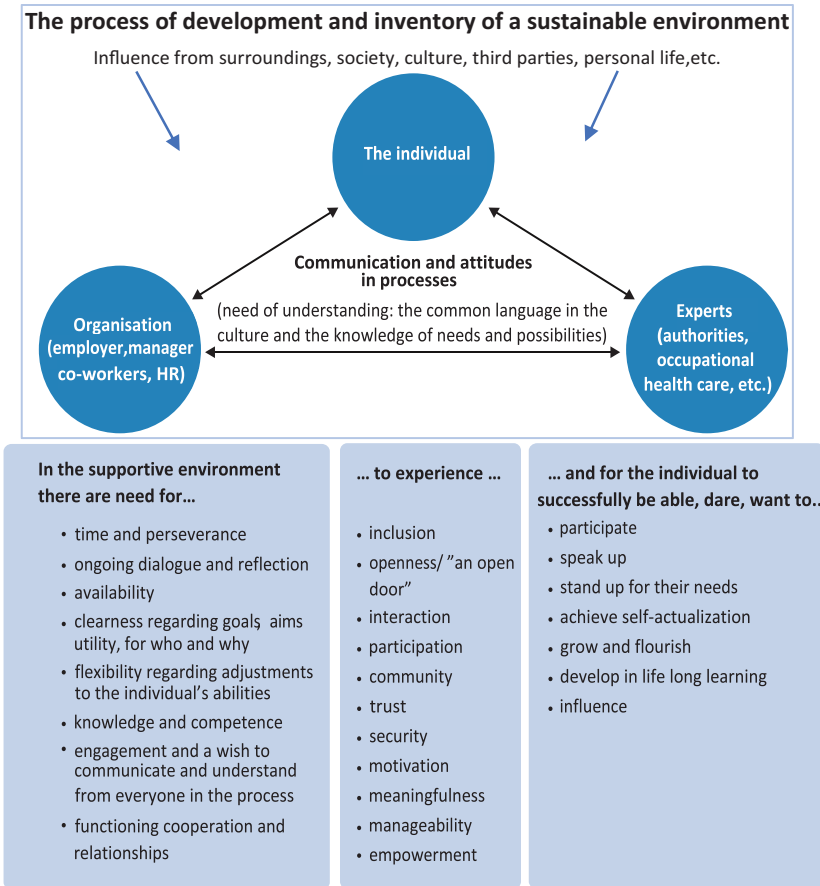 The process of development and inventory of a sustainable environment
Influence from surroundings, society, culture, third parties, personal life,etc.
The individual
Communication and attitudes
in processes
(need of understanding: the common language in the
culture and the knowledge of needs and possibilities)
Organisation
(employer,manager
co-workers, HR)
Experts
(authorities,
occupational
health care, etc.)
In the supportive environment
there are need for...
• time and perseverance
• ongoing dialogue and reflection
• availability
• clearness regarding goals, aims
utility, for who and why
• flexibility regarding adjustments
to the individual's abilities
• knowledge and competence
• engagement and a wish to
communicate and understand
from everyone in the process
• functioning cooperation and
relationships
... to experience ...
• inclusion
• openness/ ”an open
door”
• interaction
• participation
• community
• trust
• security
• motivation
• meaningfulness
• manageability
• empowerment
... and for the individual to
successfully be able, dare, want to..
• participate
• speak up
• stand up for their needs
• achieve self-actualization
• grow and flourish
• develop in life long learning
• influence